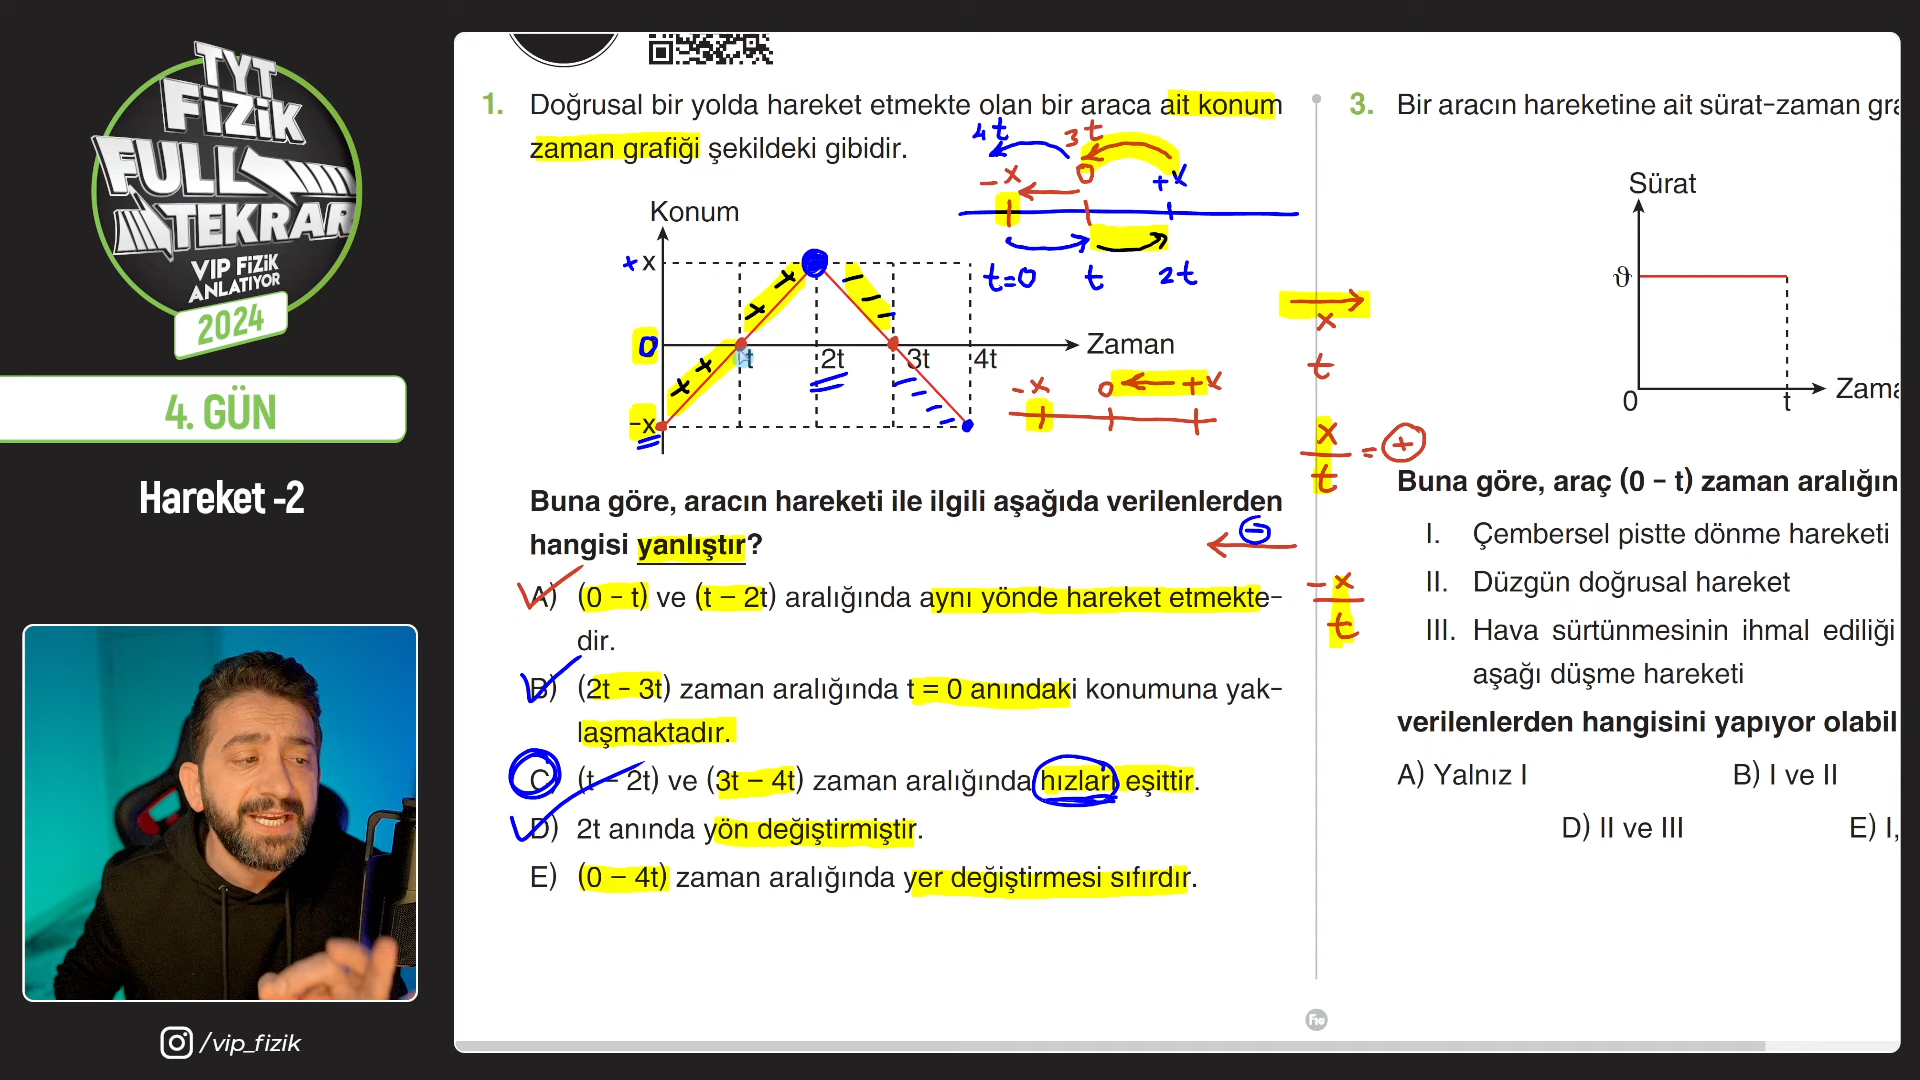 TYT
FİZİK
FULL
TEKRAR
VIP FİZİK
ANLATIYOR
2024
4. GÜN
Hareket -2
/vip_fizik
1. Doğrusal bir yolda hareket etmekte olan bir araca ait konum
zaman grafiği şekildeki gibidir.
4t 3t
-x 0 +x
t=0 t 2t
Konum
+x
0
-x
t 2t 3t 4t Zaman
-x 0 +x
x
t
x
t = +
-
-x
t
Buna göre, aracın hareketi ile ilgili aşağıda verilenlerden
hangisi yanlıştır?
A) (0 - t) ve (t - 2t) aralığında aynı yönde hareket etmekte-
dir.
B) (2t - 3t) zaman aralığında t = 0 anındaki konumuna yak-
laşmaktadır.
C) (t - 2t) ve (3t - 4t) zaman aralığında hızları eşittir.
D) 2t anında yön değiştirmiştir.
E) (0 - 4t) zaman aralığında yer değiştirmesi sıfırdır.
3. Bir aracın hareketine ait sürat-zaman gra
Sürat
ϑ
0 t Zama
Buna göre, araç (0 - t) zaman aralığın
I. Çembersel pistte dönme hareketi
II. Düzgün doğrusal hareket
III. Hava sürtünmesinin ihmal ediliği
aşağı düşme hareketi
verilenlerden hangisini yapıyor olabil
A) Yalnız I B) I ve II
D) II ve III E) I,